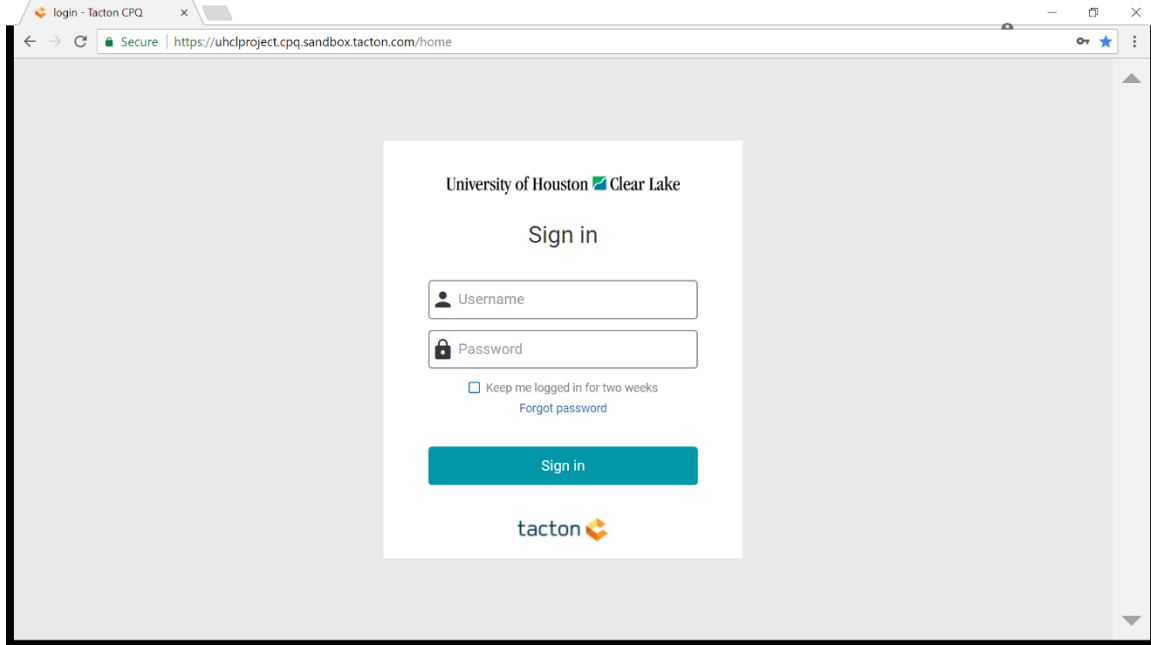 login - Tacton CPQ
Secure https://uhclproject.cpq.sandbox.tacton.com/home
University of Houston Clear Lake
Sign in
Username
Password
Keep me logged in for two weeks
Forgot password
Sign in
tacton